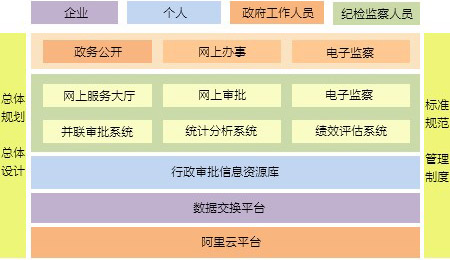 企业 个人 政府工作人员 纪检监察人员
政务公开 网上办事 电子监察
网上服务大厅 网上审批 电子监察
并联审批系统 统计分析系统 绩效评估系统
行政审批信息资源库
数据交换平台
阿里云平台
总体
规划
总体
设计
标准
规范
管理
制度